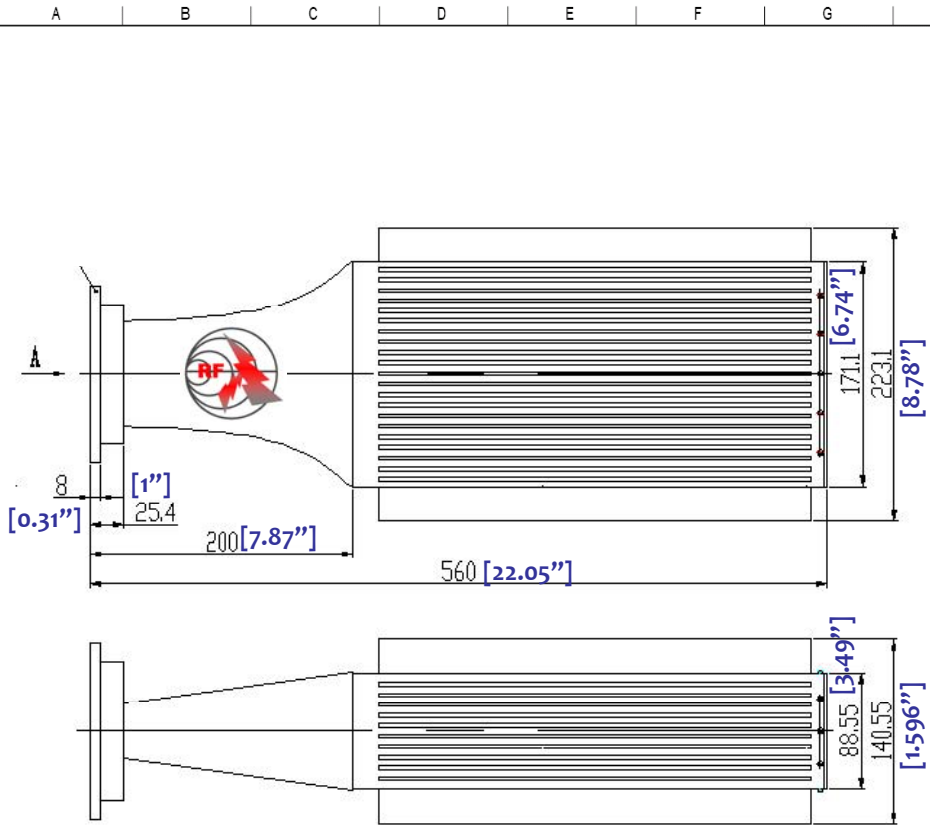 A B C D E F G
A
RF
171.1 [6.74”]
223.1 [8.78”]
8 [0.31”]
[1”] 25.4
200[7.87”]
560 [22.05”]
88.55 [3.49”]
140.55 [1.596”]